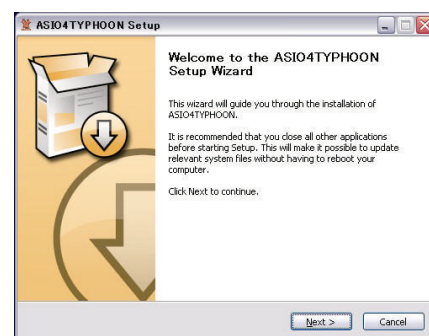 ASIO4TYPHOON Setup
Welcome to the ASIO4TYPHOON
Setup Wizard
This wizard will guide you through the installation of
ASIO4TYPHOON.
It is recommended that you close all other applications
before starting Setup. This will make it possible to update
relevant system files without having to reboot your
computer.
Click Next to continue.
Next >
Cancel